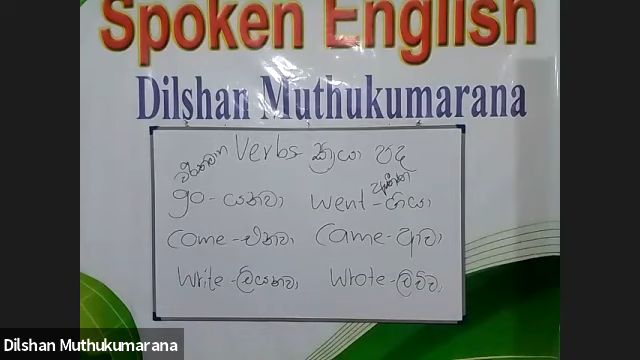 Spoken English
Dilshan Muthukumarana
Verbs ක්‍රියා පද
වර්තමාන අතීත
go - යනවා went - ගියා
come - එනවා came - ආවා
write - ලියනවා wrote - ලිව්වා
Dilshan Muthukumarana